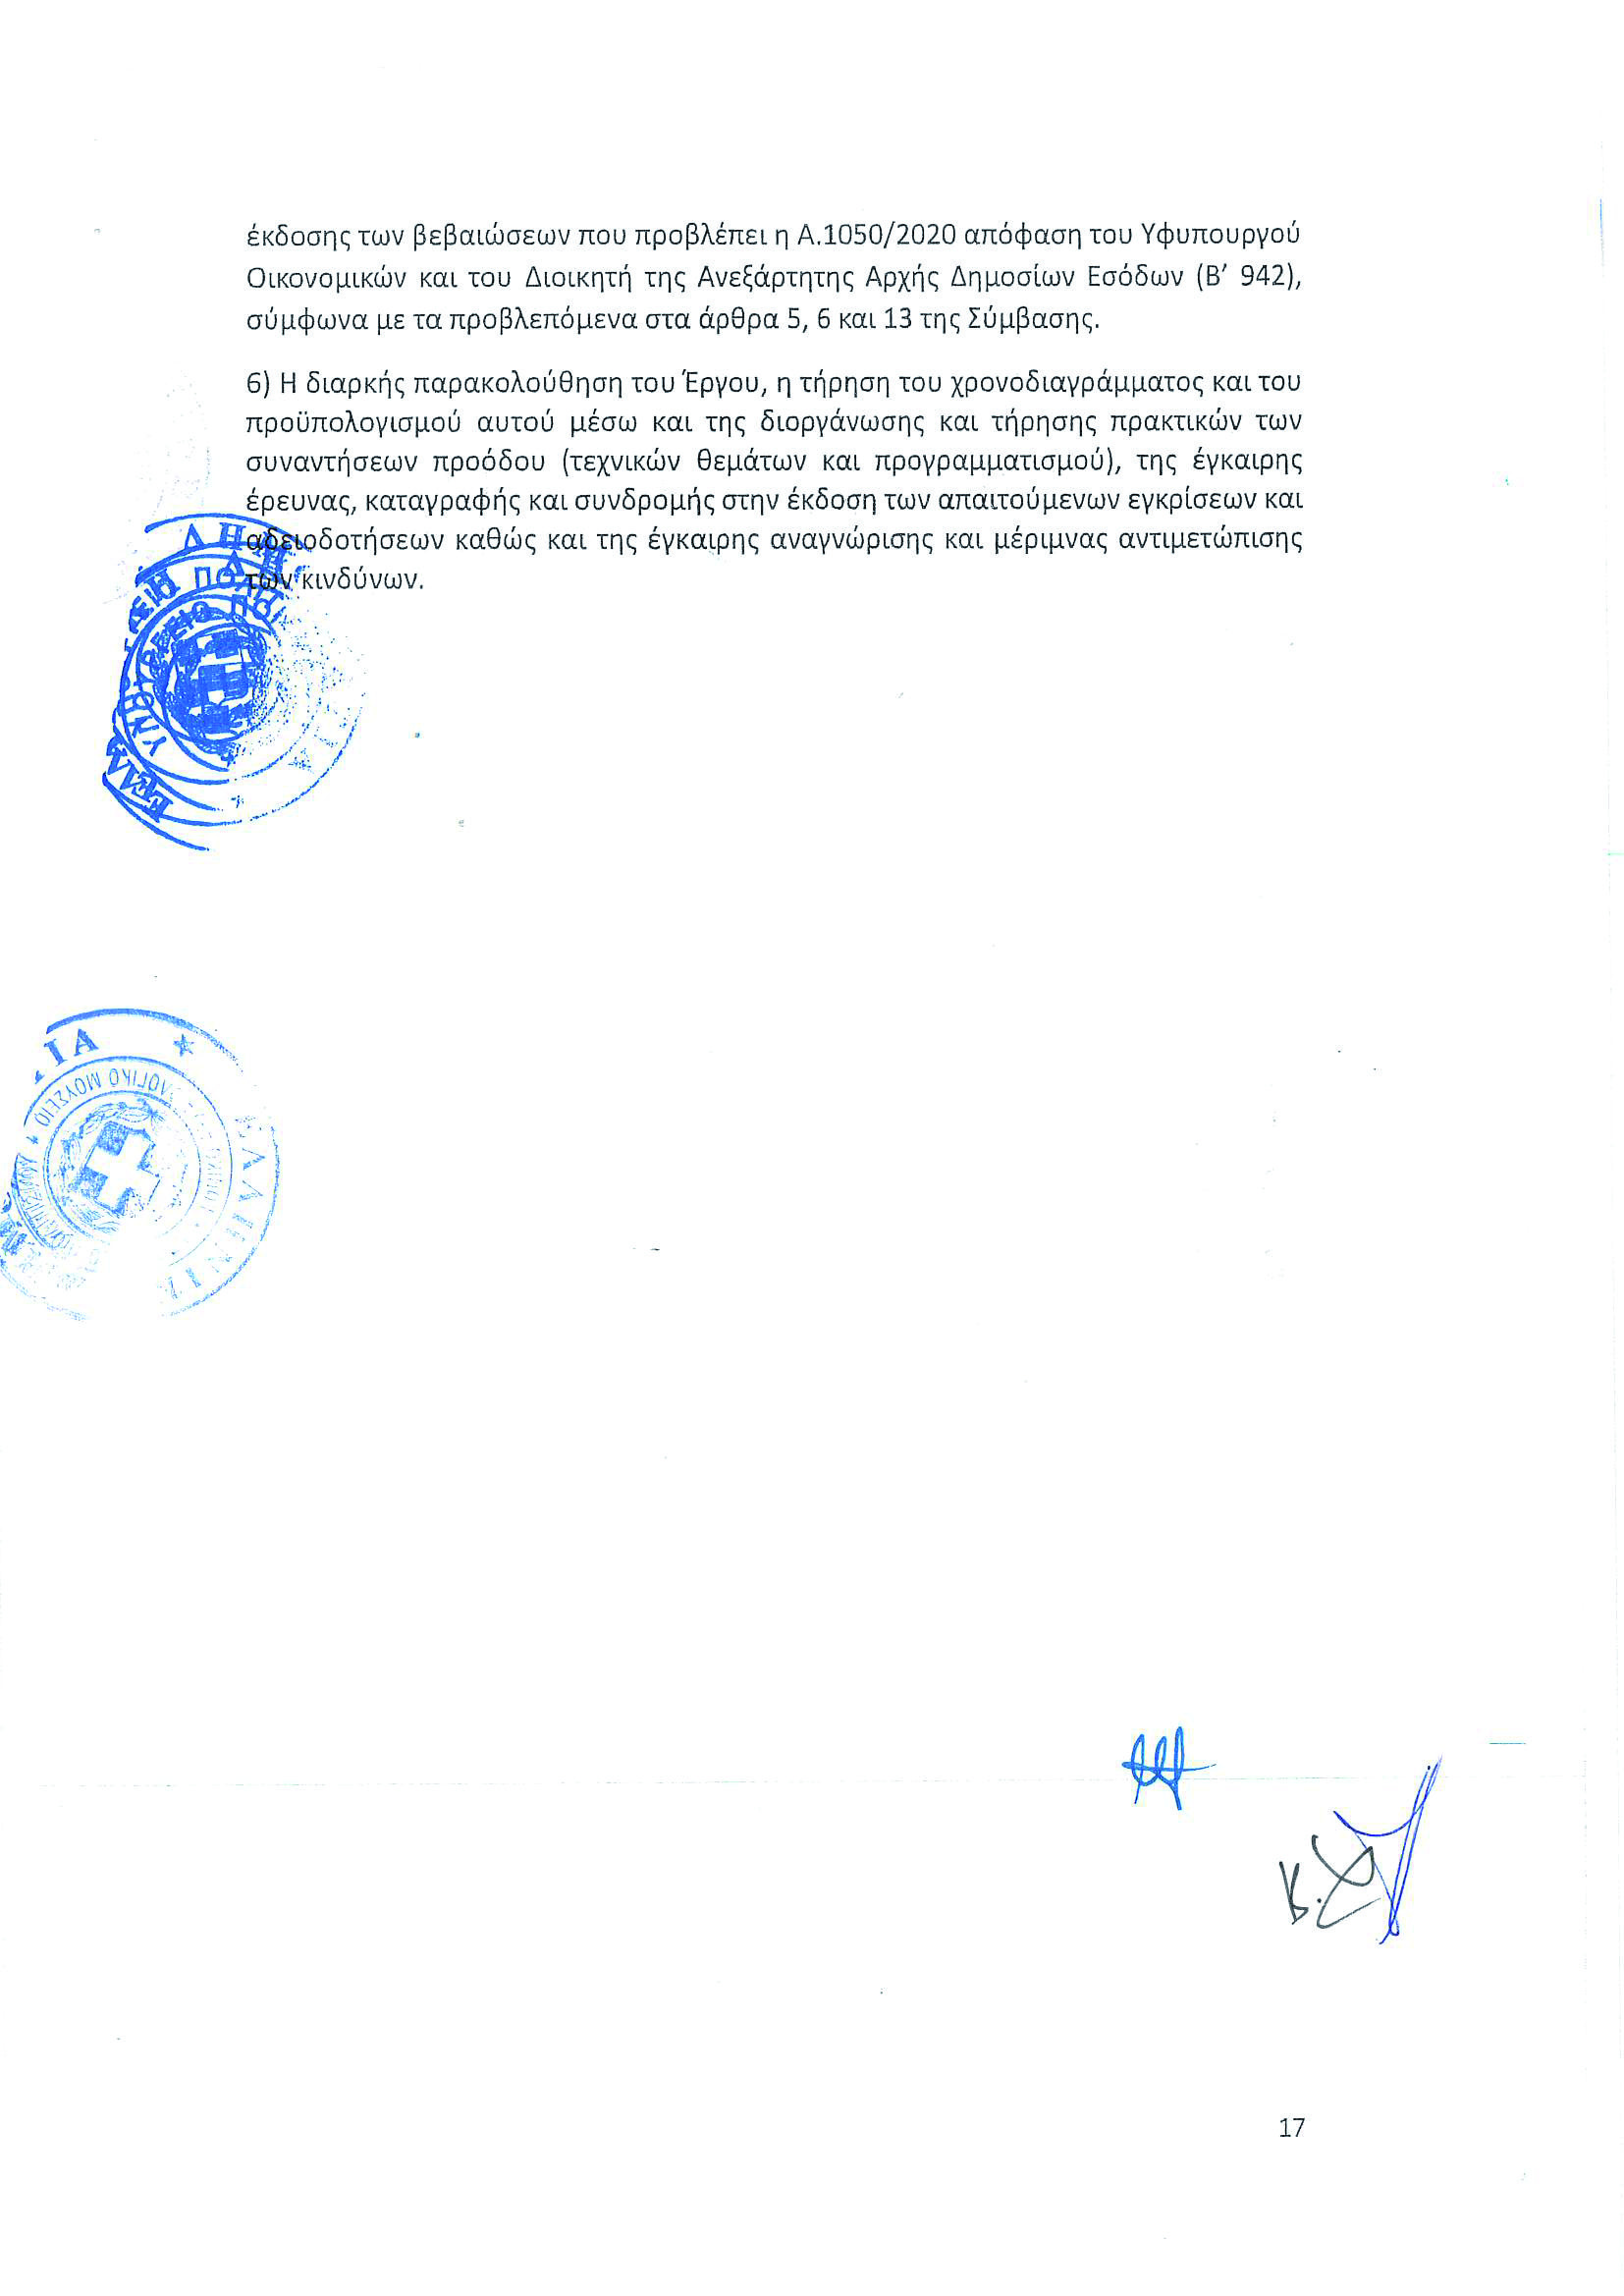 έκδοσης των βεβαιώσεων που προβλέπει η Α.1050/2020 απόφαση του Υφυπουργού
Οικονομικών και του Διοικητή της Ανεξάρτητης Αρχής Δημοσίων Εσόδων (Β’ 942),
σύμφωνα με τα προβλεπόμενα στα άρθρα 5, 6 και 13 της Σύμβασης.
6) Η διαρκής παρακολούθηση του Έργου, η τήρηση του χρονοδιαγράμματος και του
προϋπολογισμού αυτού μέσω και της διοργάνωσης και τήρησης πρακτικών των
συναντήσεων προόδου (τεχνικών θεμάτων και προγραμματισμού), της έγκαιρης
έρευνας, καταγραφής και συνδρομής στην έκδοση των απαιτούμενων εγκρίσεων και
αδειοδοτήσεων καθώς και της έγκαιρης αναγνώρισης και μέριμνας αντιμετώπισης
των κινδύνων.
ΜΟΥΣΕΙΟ
17